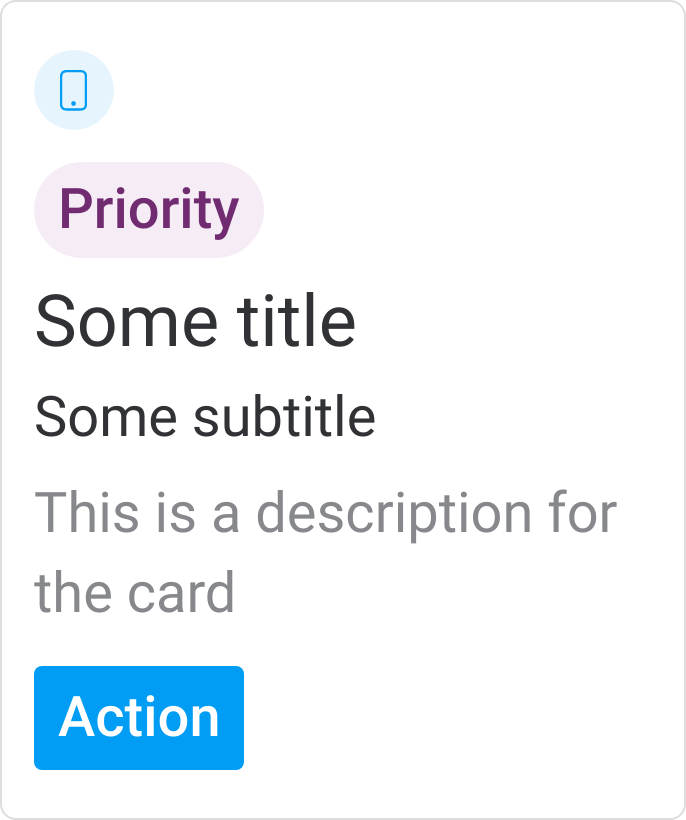 Priority
Some title
Some subtitle
This is a description for
the card
Action